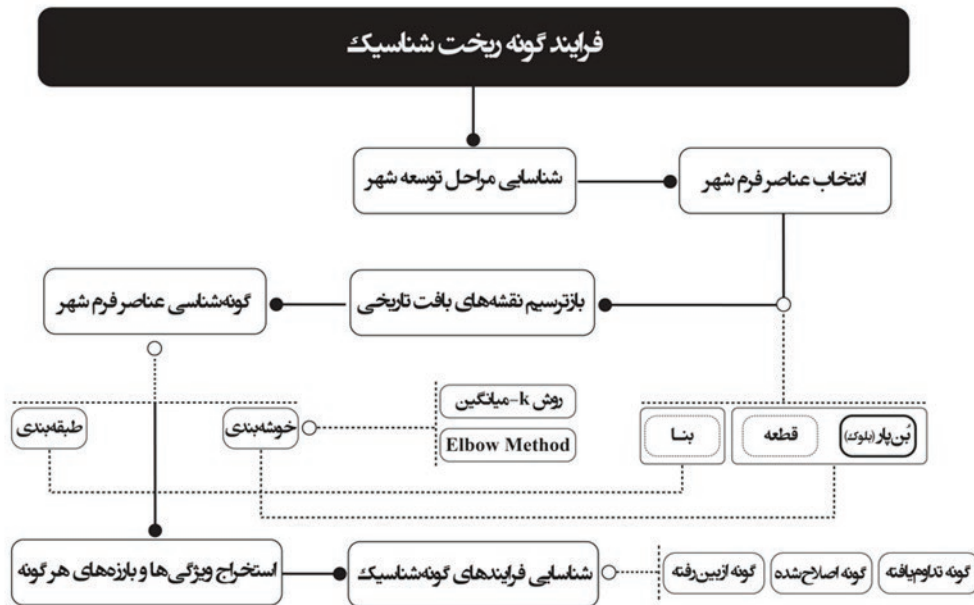 فرایند گونه ریخت شناسیک
انتخاب عناصر فرم شهر
شناسایی مراحل توسعه شهر
بازترسیم نقشه‌های بافت تاریخی
گونه‌شناسی عناصر فرم شهر
بُن‌پار (بلوک)
قطعه
بنا
روش k-میانگین
Elbow Method
خوشه‌بندی
طبقه‌بندی
استخراج ویژگی‌ها و بارزه‌های هر گونه
شناسایی فرایندهای گونه‌شناسیک
گونه تداوم‌یافته
گونه اصلاح‌شده
گونه ازبین‌رفته